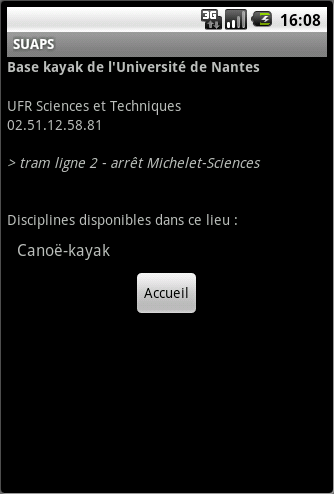 3G 16:08
SUAPS
Base kayak de l'Université de Nantes
UFR Sciences et Techniques
02.51.12.58.81
> tram ligne 2 - arrêt Michelet-Sciences
Disciplines disponibles dans ce lieu :
Canoë-kayak
Accueil